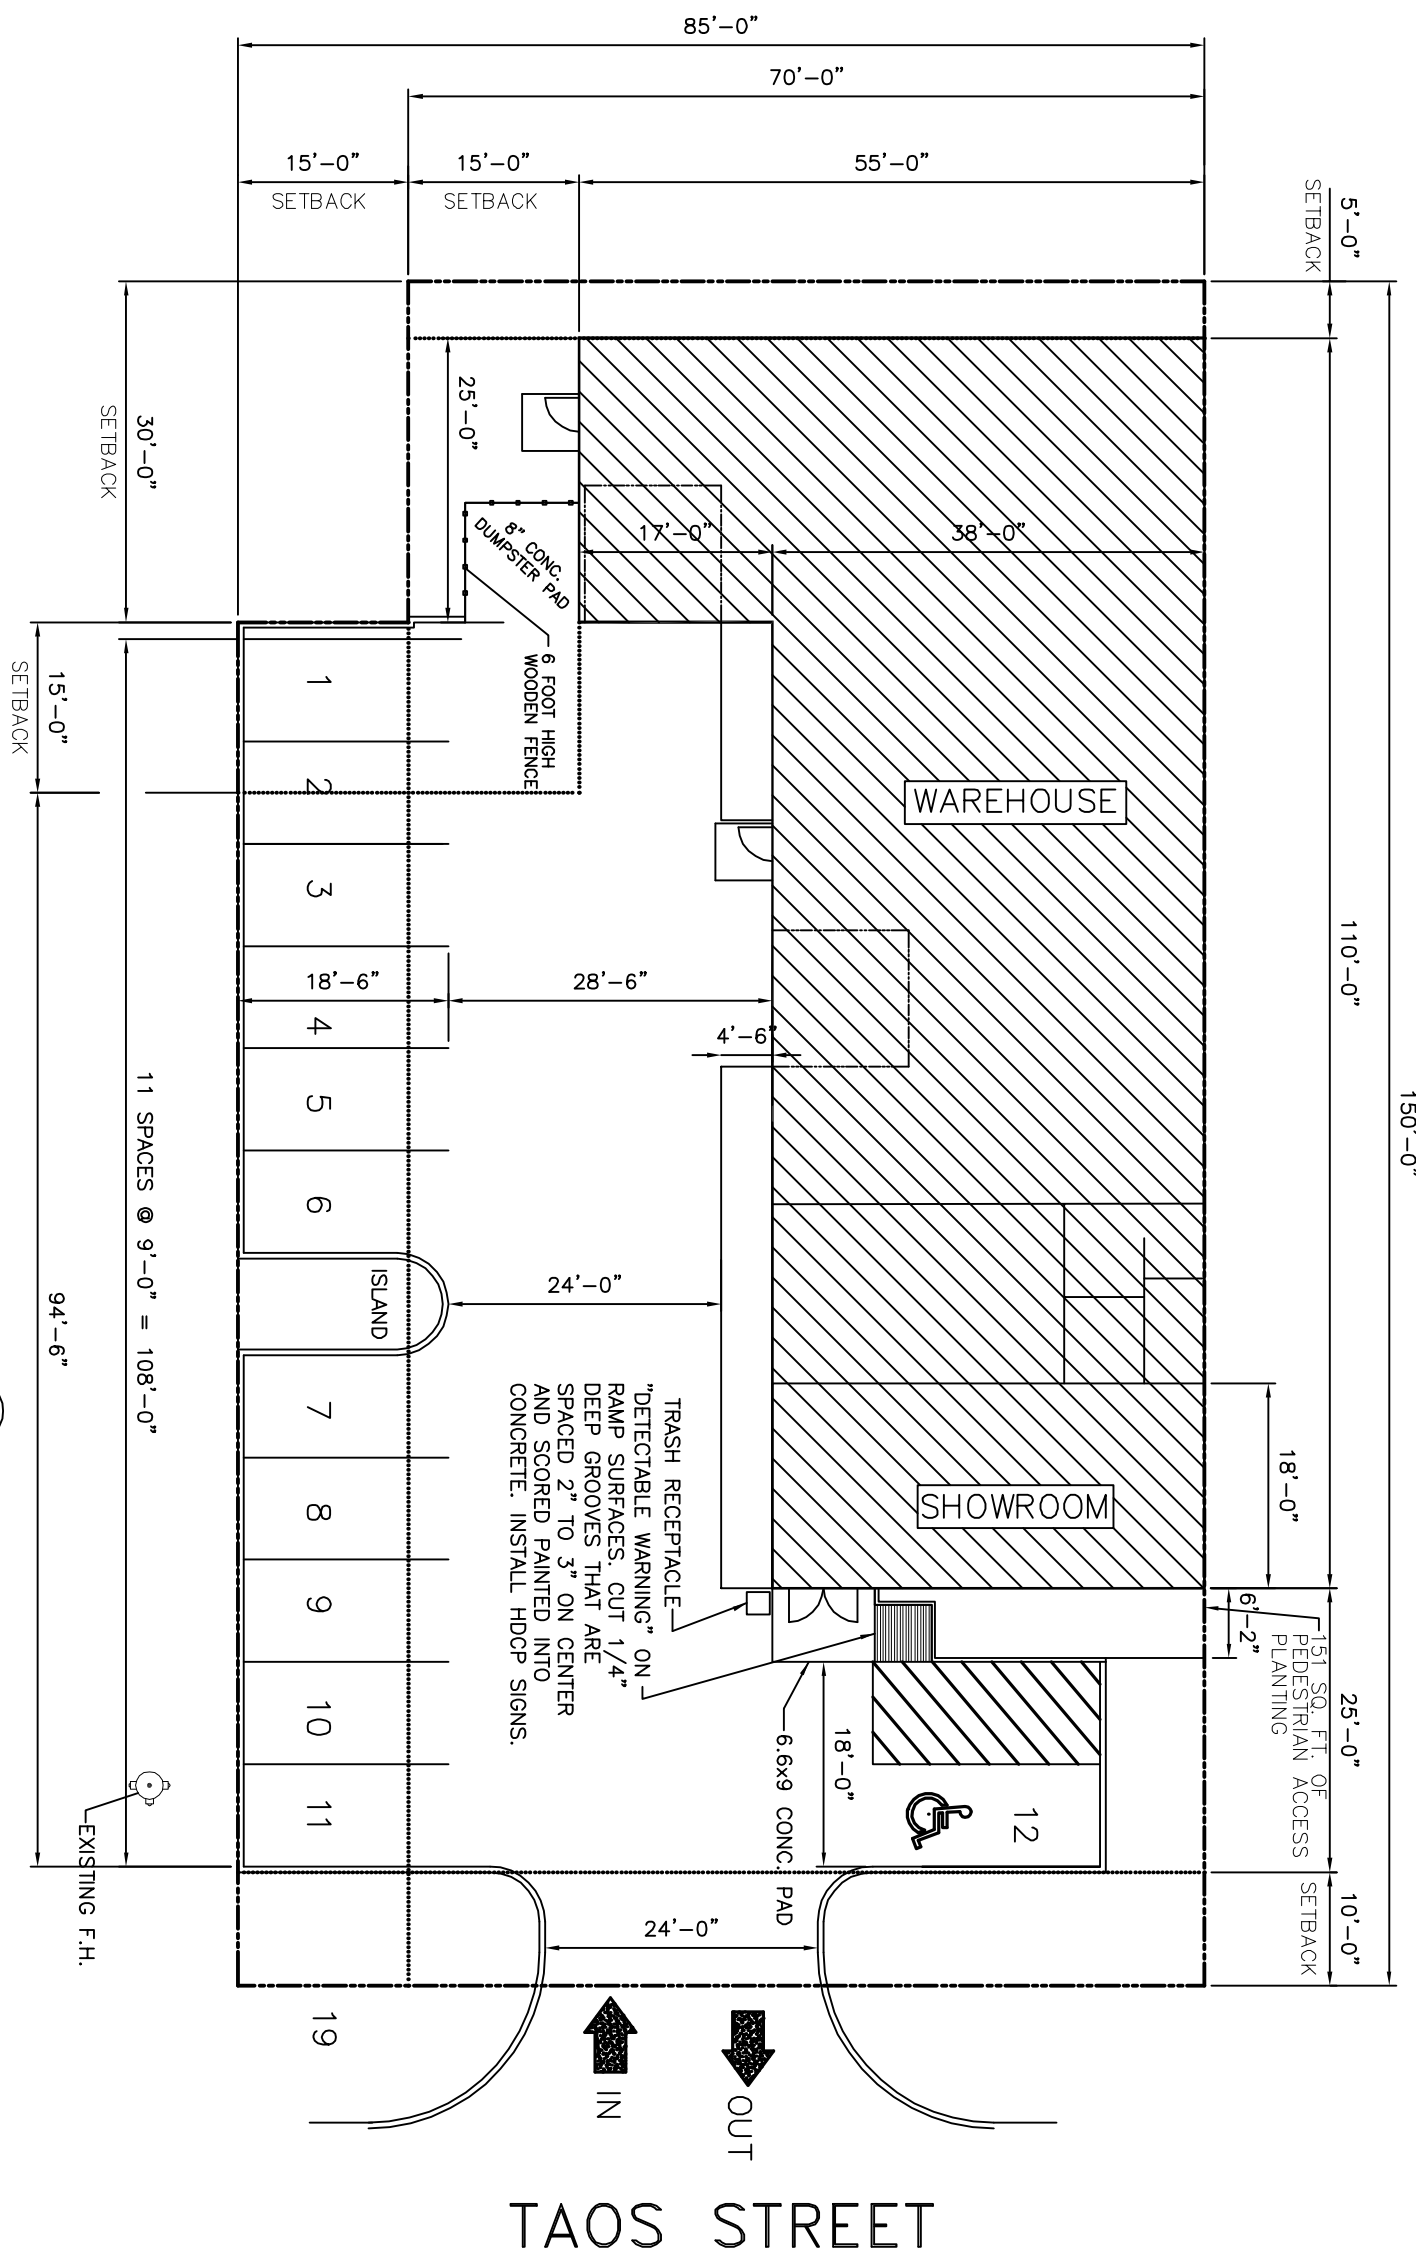 85'-0"
70'-0"
15'-0"
SETBACK
15'-0"
SETBACK
55'-0"
5'-0"
SETBACK
30'-0"
SETBACK
25'-0"
8" CONC.
DUMPSTER PAD
17'-0"
38'-0"
6 FOOT HIGH
WOODEN FENCE
15'-0"
SETBACK
1
2
3
4
5
6
WAREHOUSE
110'-0"
150'-0"
18'-6"
28'-6"
4'-6"
11 SPACES @ 9'-0" = 108'-0"
94'-6"
ISLAND
24'-0"
7
8
9
10
11
TRASH RECEPTACLE
"DETECTABLE WARNING" ON
RAMP SURFACES. CUT 1/4"
DEEP GROOVES THAT ARE
SPACED 2" TO 3" ON CENTER
AND SCORED PAINTED INTO
CONCRETE. INSTALL HDCP SIGNS.
SHOWROOM
18'-0"
6'-2"
151 SQ. FT. OF
PEDESTRIAN ACCESS
PLANTING
25'-0"
10'-0"
SETBACK
18'-0"
6.6x9 CONC. PAD
12
EXISTING F.H.
24'-0"
19
IN
OUT
TAOS STREET